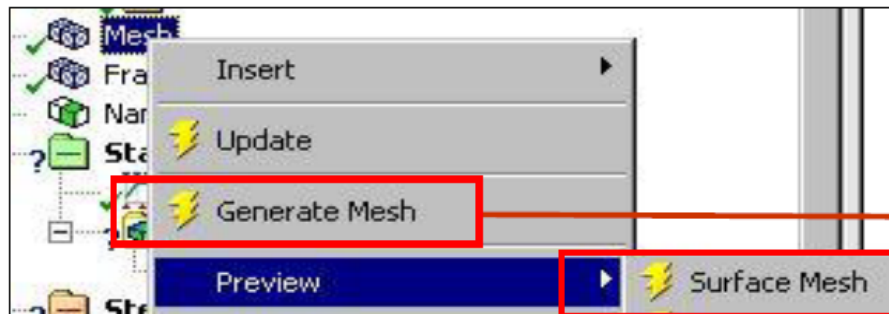 Mesh
Insert
Fra
Update
Nar
Sta
Generate Mesh
Preview
Surface Mesh
Ste